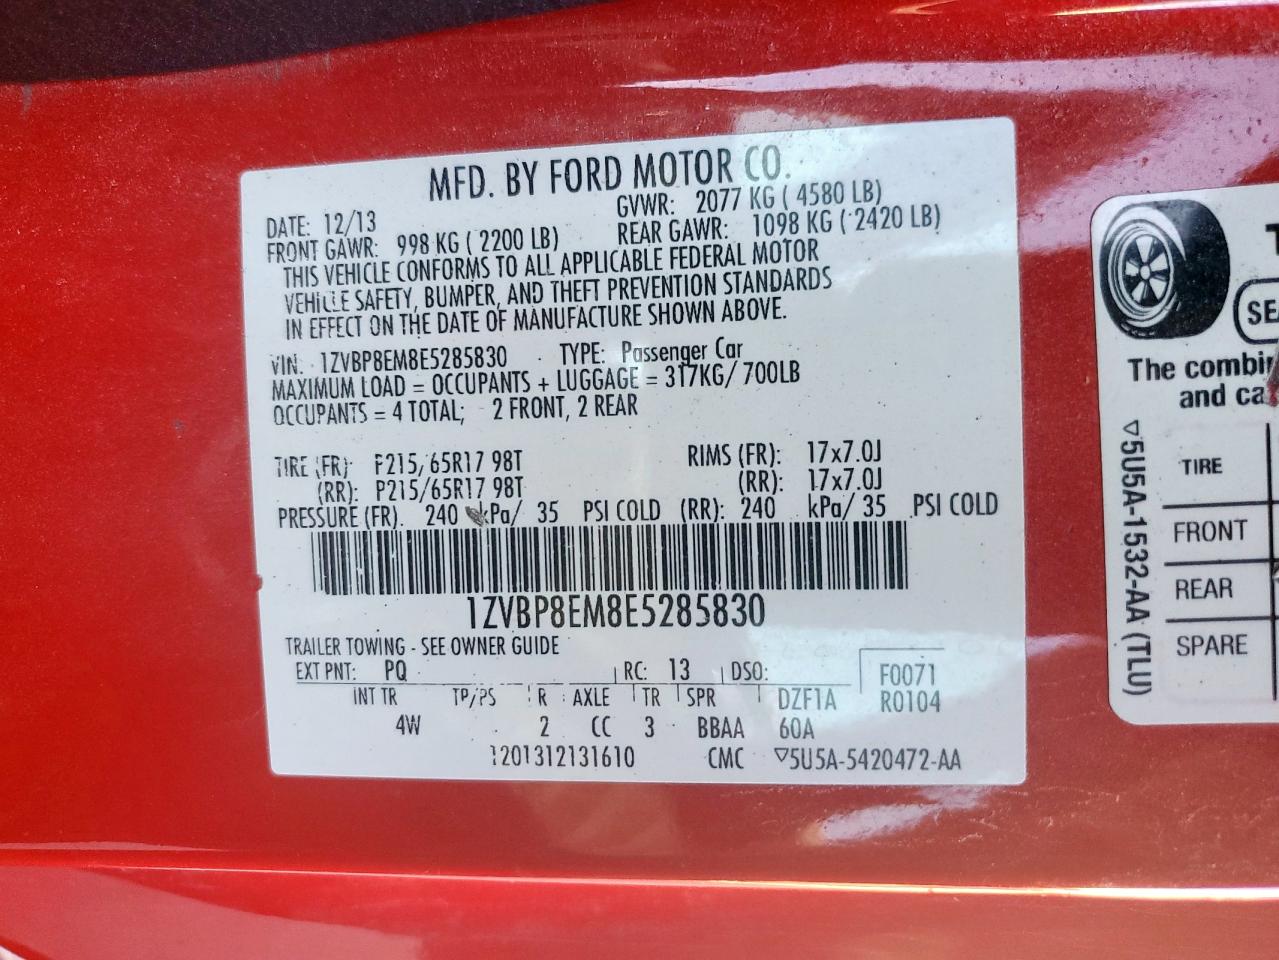 MFD. BY FORD MOTOR CO.
DATE: 12/13 GVWR: 2077 KG ( 4580 LB)
FRONT GAWR: 998 KG ( 2200 LB) REAR GAWR: 1098 KG ( 2420 LB)
THIS VEHICLE CONFORMS TO ALL APPLICABLE FEDERAL MOTOR
VEHICLE SAFETY, BUMPER, AND THEFT PREVENTION STANDARDS
IN EFFECT ON THE DATE OF MANUFACTURE SHOWN ABOVE.
VIN: 1ZVBP8EM8E5285830 TYPE: Passenger Car
MAXIMUM LOAD = OCCUPANTS + LUGGAGE = 317KG/ 700LB
OCCUPANTS = 4 TOTAL; 2 FRONT, 2 REAR
TIRE (FR): P215/65R17 98T RIMS (FR): 17x7.0J
(RR): P215/65R17 98T (RR): 17x7.0J
PRESSURE (FR). 240 kPa/ 35 PSI COLD (RR): 240 kPa/ 35 PSI COLD
1ZVBP8EM8E5285830
TRAILER TOWING - SEE OWNER GUIDE
EXT PNT: PQ RC: 13 DSO: F0071
INT TR TP/PS R AXLE TR SPR DZF1A R0104
4W 2 CC 3 BBAA 60A
1201312131610 CMC ▽5U5A-5420472-AA
SEA
The combi
and ca
TIRE
FRONT
REAR
SPARE
▽5U5A-1532-AA (TLU)